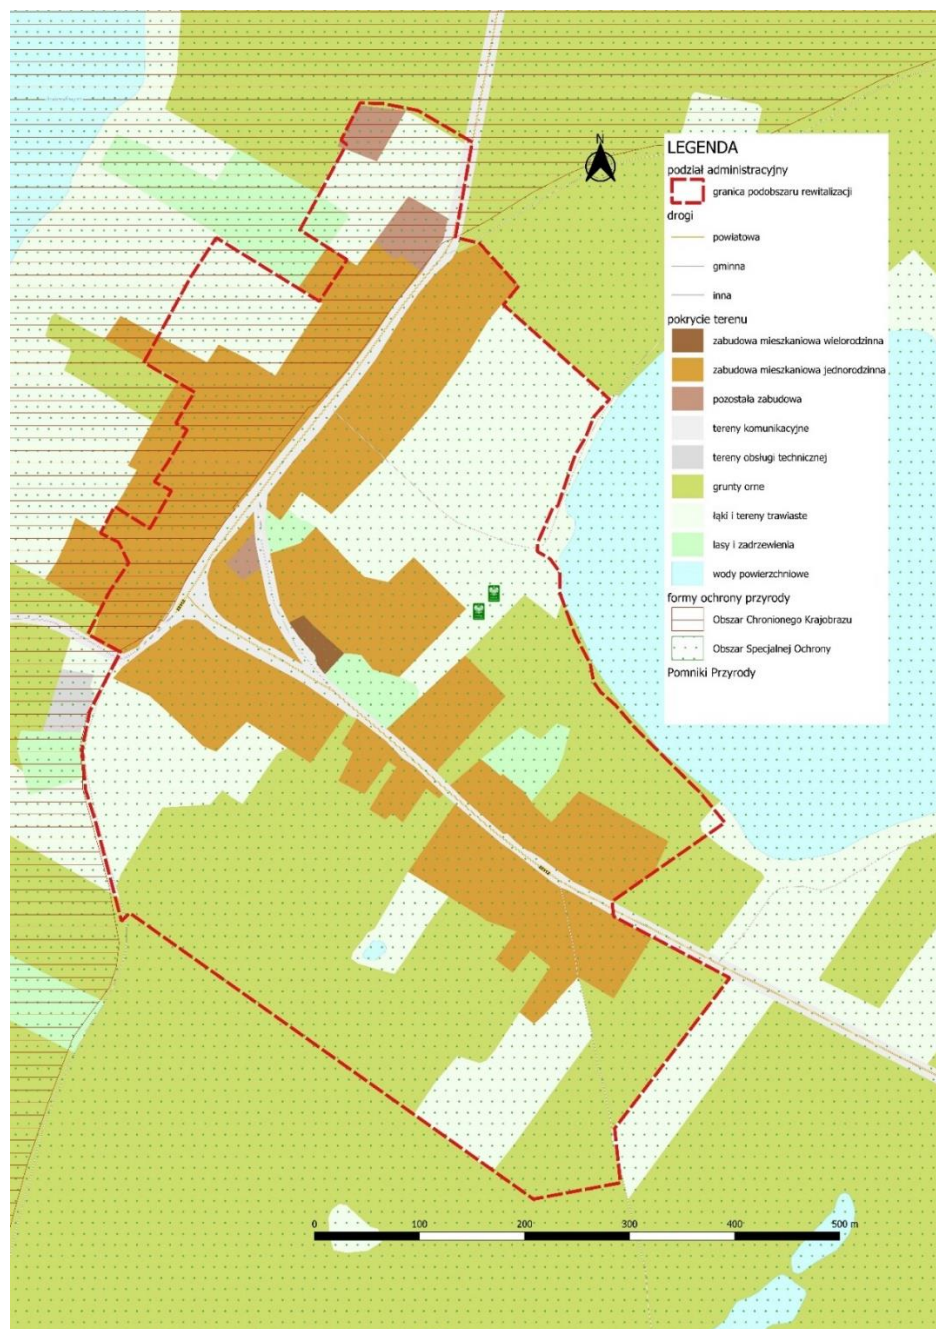 N
LEGENDA
podział administracyjny
granica podobszaru rewitalizacji
drogi
powiatowa
gminna
inna
pokrycie terenu
zabudowa mieszkaniowa wielorodzinna
zabudowa mieszkaniowa jednorodzinna
pozostała zabudowa
tereny komunikacyjne
tereny obsługi technicznej
grunty orne
łąki i tereny trawiaste
lasy i zadrzewienia
wody powierzchniowe
formy ochrony przyrody
Obszar Chronionego Krajobrazu
Obszar Specjalnej Ochrony
Pomniki Przyrody
0 100 200 300 400 500 m